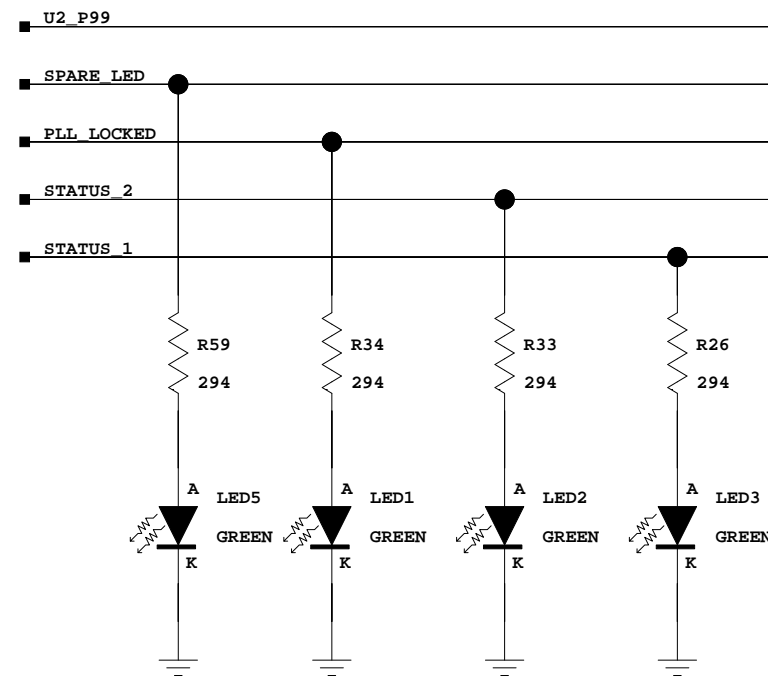 U2_P99
SPARE_LED
PLL_LOCKED
STATUS_2
STATUS_1
R59 R34 R33 R26
294 294 294 294
A A A A
LED5 LED1 LED2 LED3
GREEN GREEN GREEN GREEN
K K K K